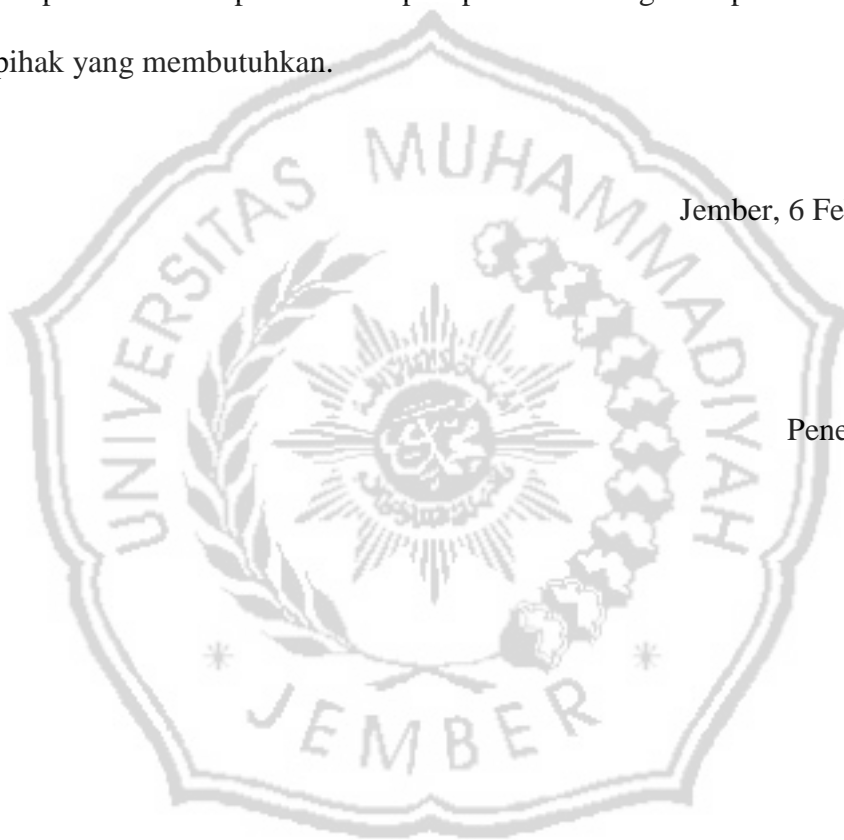 pihak yang membutuhkan.
Jember, 6 Fe
Pene
UNIVERSITAS MUHAMMADIYAH
JEMBER